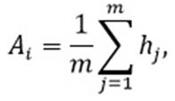 A_i = \frac{1}{m} \sum_{j=1}^{m} h_j,